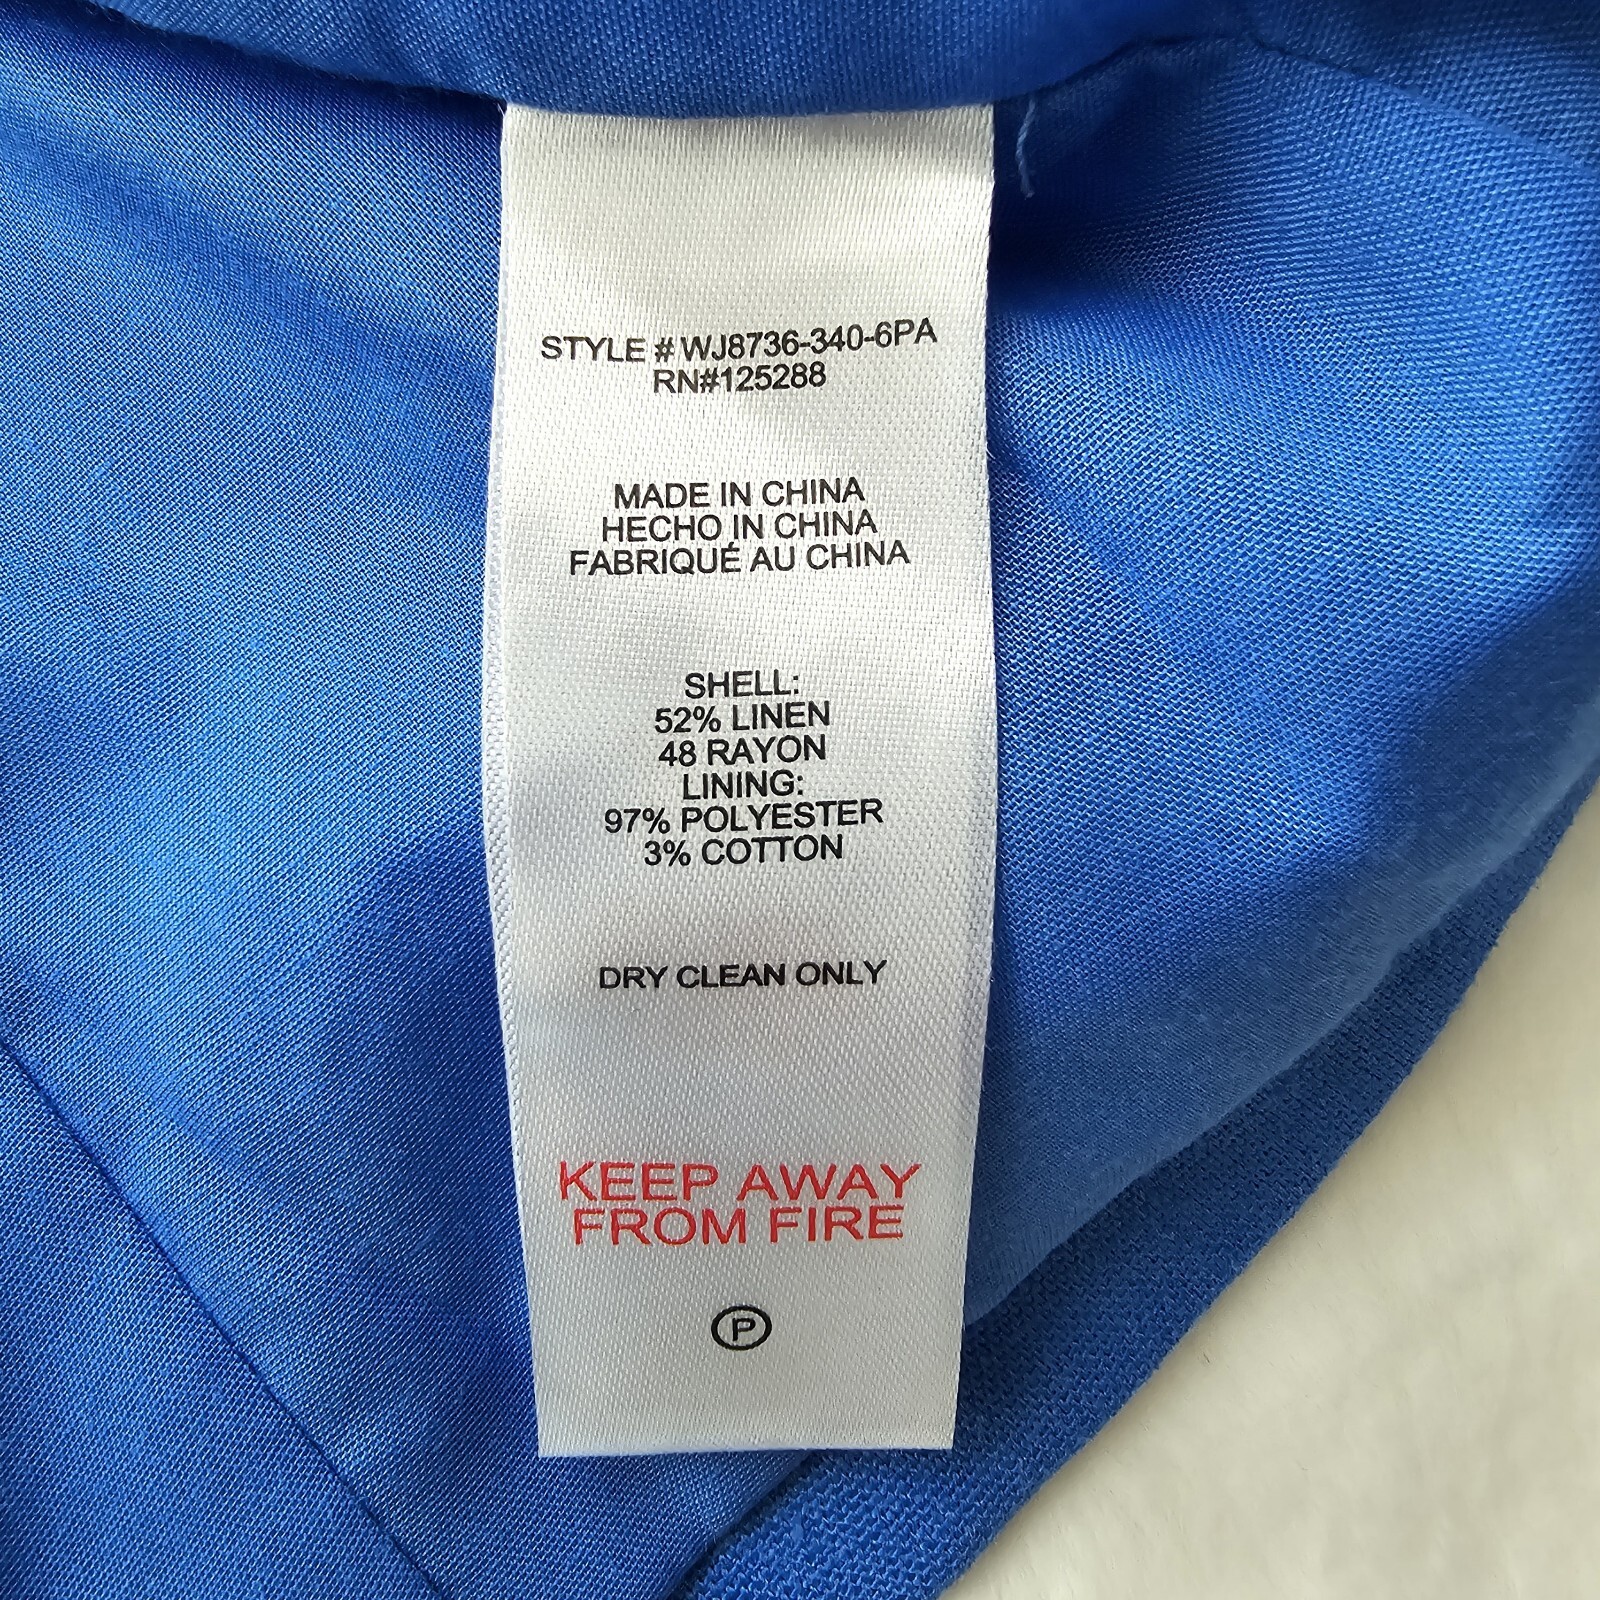 STYLE # WJ8736-340-6PA
RN#125288
MADE IN CHINA
HECHO IN CHINA
FABRIQUÉ AU CHINA
SHELL:
52% LINEN
48 RAYON
LINING:
97% POLYESTER
3% COTTON
DRY CLEAN ONLY
KEEP AWAY
FROM FIRE
P